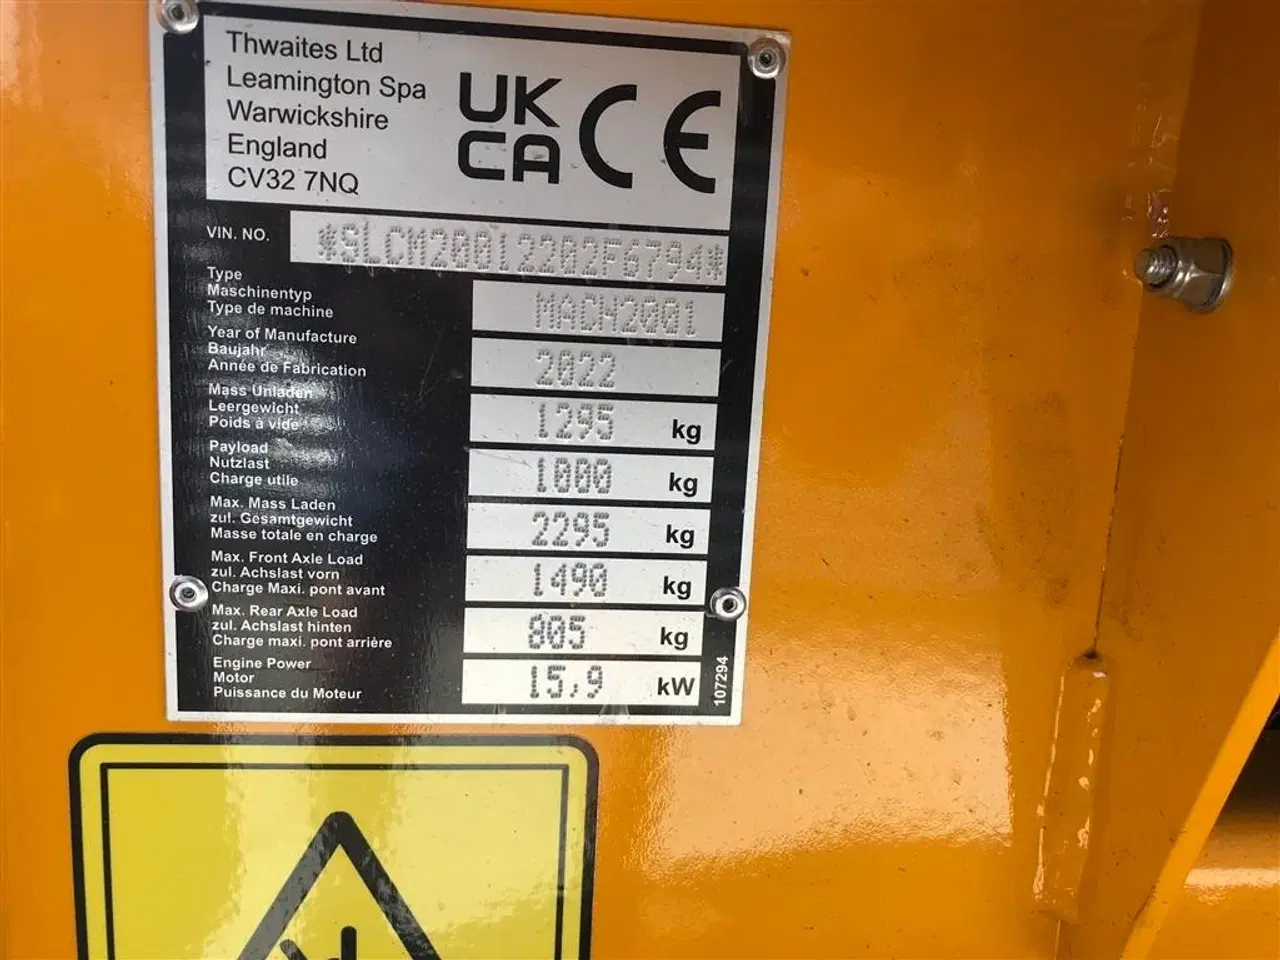 Thwaites Ltd
Leamington Spa
Warwickshire
England
CV32 7NQ
UK
CA
CE
VIN. NO. *SLCM200L2202F6794*
Type
Maschinentyp
Type de machine
MACH2001
Year of Manufacture
Baujahr
Année de Fabrication
2022
Mass Unladen
Leergewicht
Poids à vide
1295 kg
Payload
Nutzlast
Charge utile
1000 kg
Max. Mass Laden
zul. Gesamtgewicht
Masse totale en charge
2295 kg
Max. Front Axle Load
zul. Achslast vorn
Charge Maxi. pont avant
1490 kg
Max. Rear Axle Load
zul. Achslast hinten
Charge maxi. pont arrière
805 kg
Engine Power
Motor
Puissance du Moteur
15,9 kW
107294